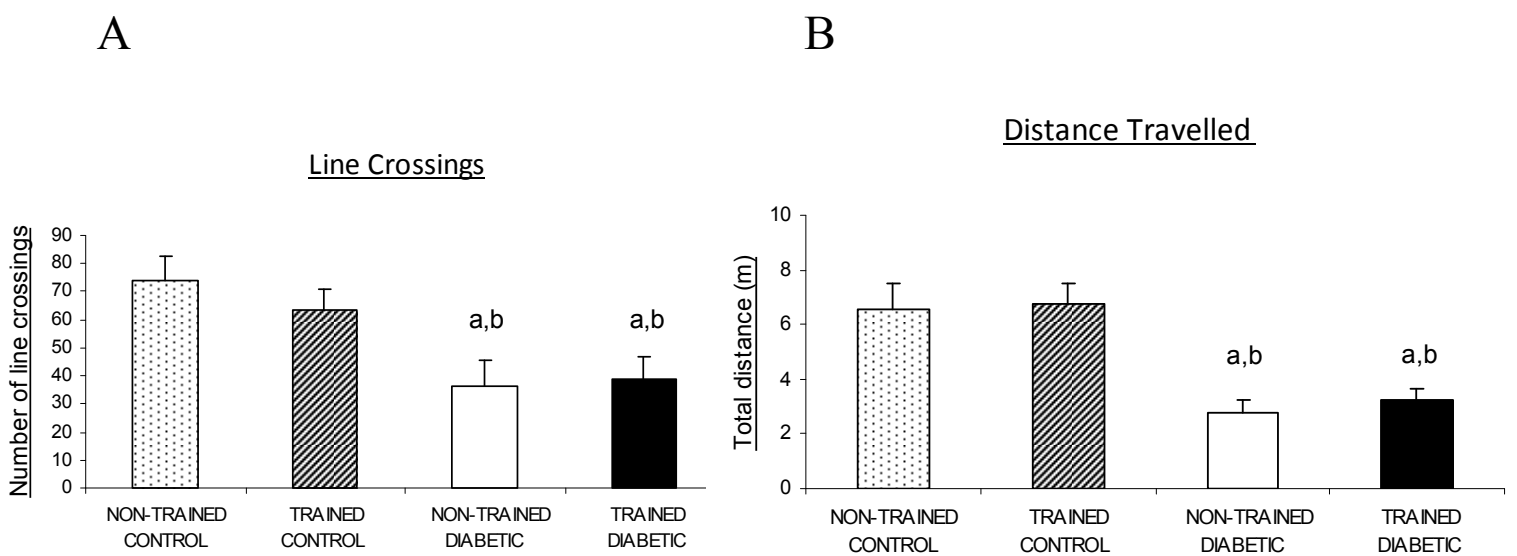 A
Line Crossings
Number of line crossings
90
80
70
60
50
40
30
20
10
0
a,b
a,b
NON-TRAINED
CONTROL
TRAINED
CONTROL
NON-TRAINED
DIABETIC
TRAINED
DIABETIC
B
Distance Travelled
Total distance (m)
10
8
6
4
2
0
a,b
a,b
NON-TRAINED
CONTROL
TRAINED
CONTROL
NON-TRAINED
DIABETIC
TRAINED
DIABETIC